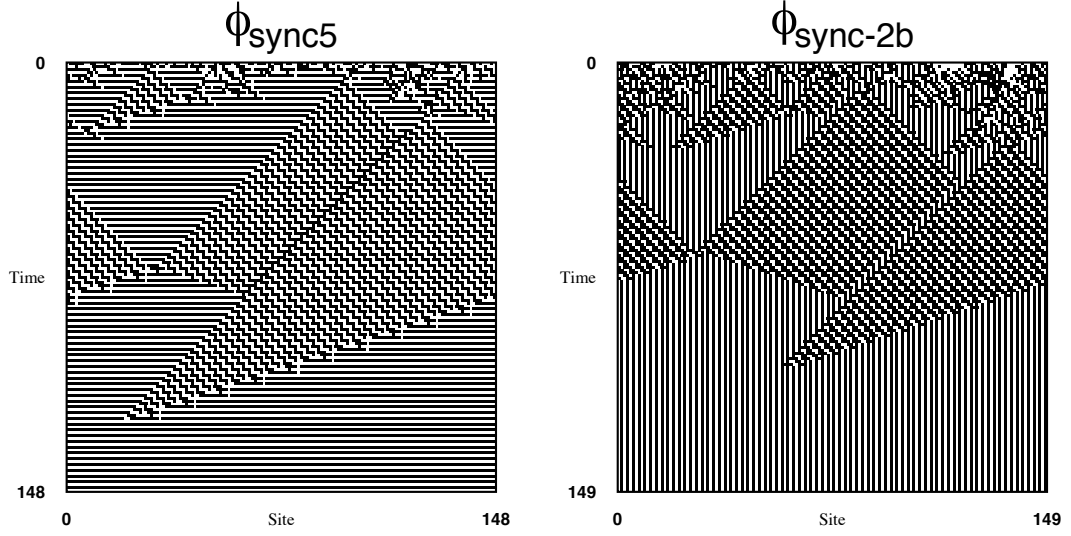 ϕsync5
0
Time
148
0 Site 148
ϕsync-2b
0
Time
149
0 Site 149